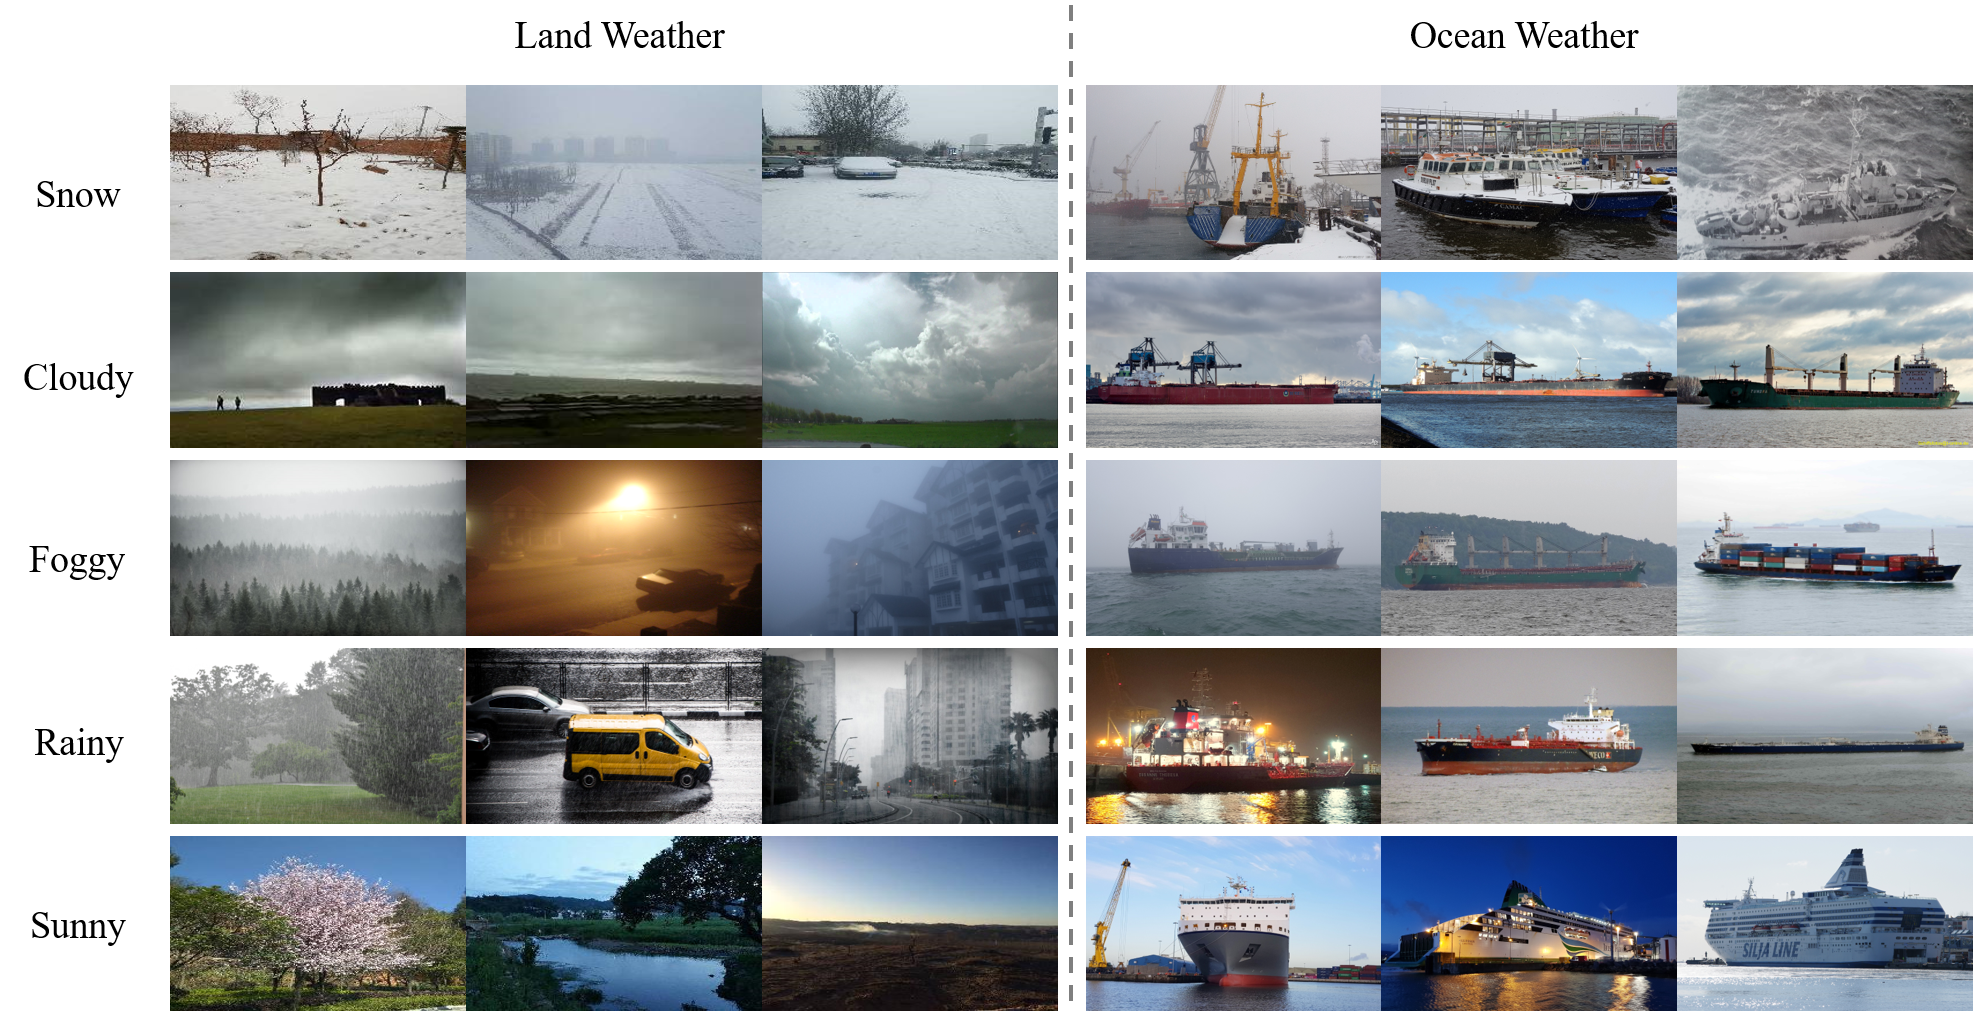 Land Weather
Ocean Weather
Snow
Cloudy
Foggy
Rainy
Sunny
SILJA LINE